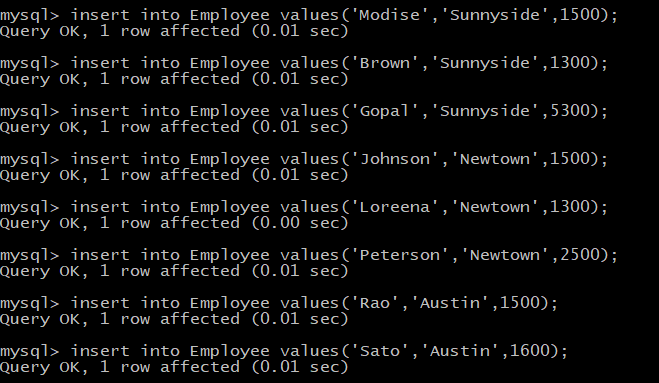 mysql> insert into Employee values('Modise','Sunnyside',1500);
Query OK, 1 row affected (0.01 sec)
mysql> insert into Employee values('Brown','Sunnyside',1300);
Query OK, 1 row affected (0.01 sec)
mysql> insert into Employee values('Gopal','Sunnyside',5300);
Query OK, 1 row affected (0.01 sec)
mysql> insert into Employee values('Johnson','Newtown',1500);
Query OK, 1 row affected (0.01 sec)
mysql> insert into Employee values('Loreena','Newtown',1300);
Query OK, 1 row affected (0.00 sec)
mysql> insert into Employee values('Peterson','Newtown',2500);
Query OK, 1 row affected (0.01 sec)
mysql> insert into Employee values('Rao','Austin',1500);
Query OK, 1 row affected (0.01 sec)
mysql> insert into Employee values('Sato','Austin',1600);
Query OK, 1 row affected (0.01 sec)